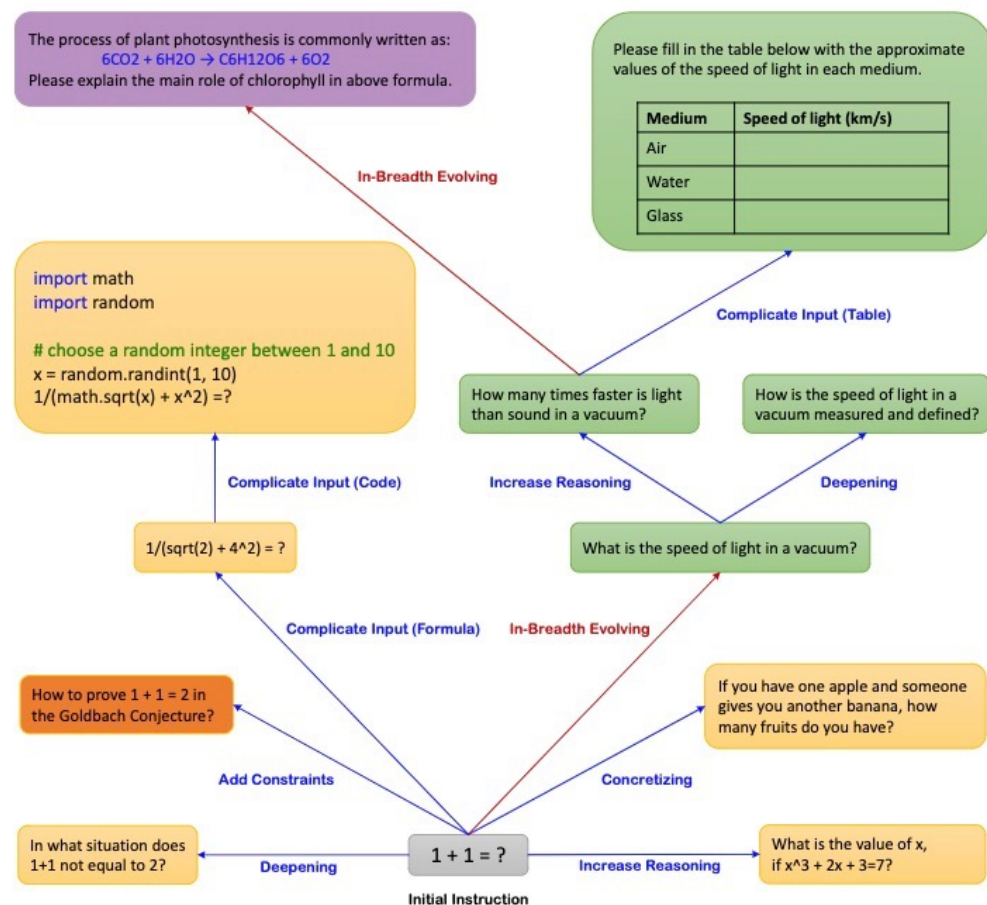 The process of plant photosynthesis is commonly written as:
6CO2 + 6H2O → C6H12O6 + 6O2
Please explain the main role of chlorophyll in above formula.
Please fill in the table below with the approximate
values of the speed of light in each medium.
Medium Speed of light (km/s)
Air
Water
Glass
In-Breadth Evolving
import math
import random
# choose a random integer between 1 and 10
x = random.randint(1, 10)
1/(math.sqrt(x) + x^2) =?
Complicate Input (Table)
How many times faster is light
than sound in a vacuum?
How is the speed of light in a
vacuum measured and defined?
Complicate Input (Code)
Increase Reasoning
Deepening
1/(sqrt(2) + 4^2) = ?
What is the speed of light in a vacuum?
Complicate Input (Formula)
In-Breadth Evolving
How to prove 1 + 1 = 2 in
the Goldbach Conjecture?
If you have one apple and someone
gives you another banana, how
many fruits do you have?
Add Constraints
Concretizing
In what situation does
1+1 not equal to 2?
Deepening
1 + 1 = ?
Increase Reasoning
What is the value of x,
if x^3 + 2x + 3=7?
Initial Instruction